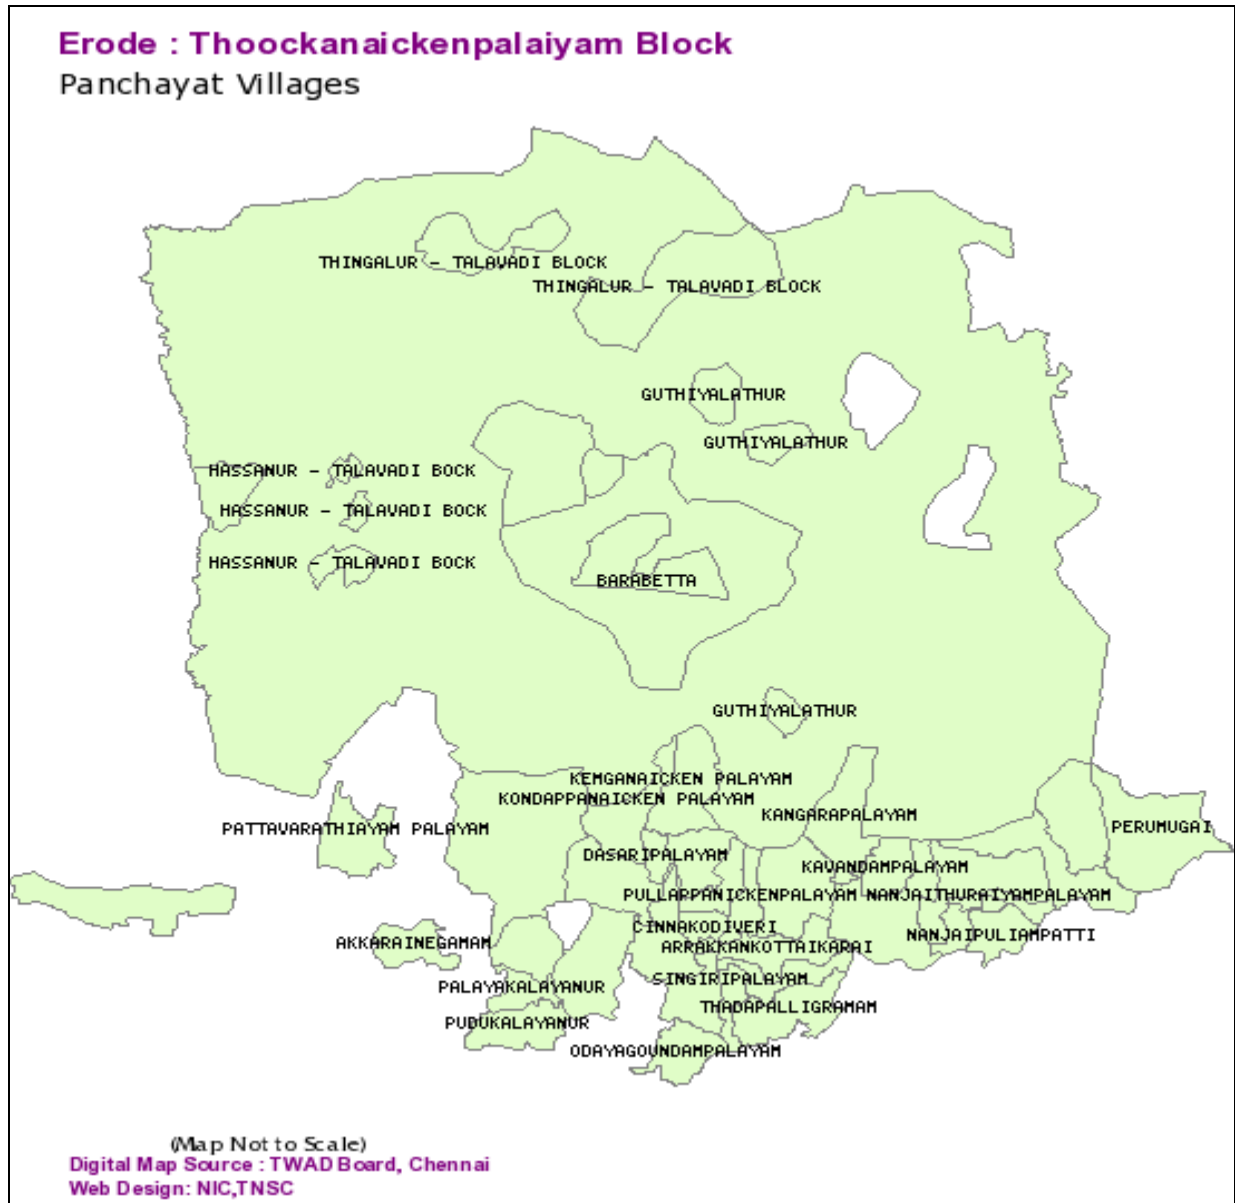 Erode : Thoockanaickenpalaiyam Block
Panchayat Villages
THINGALUR - TALAVADI BLOCK
THINGALUR - TALAVADI BLOCK
GUTHIYALATHUR
GUTHIYALATHUR
HASSANUR - TALAVADI BOCK
HASSANUR - TALAVADI BOCK
HASSANUR - TALAVADI BOCK
BARABETTA
GUTHIYALATHUR
KEMGANAICKEN PALAYAM
KONDAPPANAICKEN PALAYAM
KANGARAPALAYAM
PATTAVARATHIAYAM PALAYAM
PERUMUGAI
DASARIPALAYAM
KAVANDAMPALAYAM
PULLAPPANICKENPALAYAM
NANJAITHURAIYAMPALAYAM
CINNAKODIVERI
NANJAIPULIAMPATTI
AKKARAINEGAMAM
ARRAKKANKOTTAIKARAI
SINGIRIPALAYAM
PALAYAKALAYANUR
THADAPALLIGRAMAM
PUDUKALAYANUR
ODAYAGOUNDAMPALAYAM
(Map Not to Scale)
Digital Map Source : TWAD Board, Chennai
Web Design: NIC,TNSC